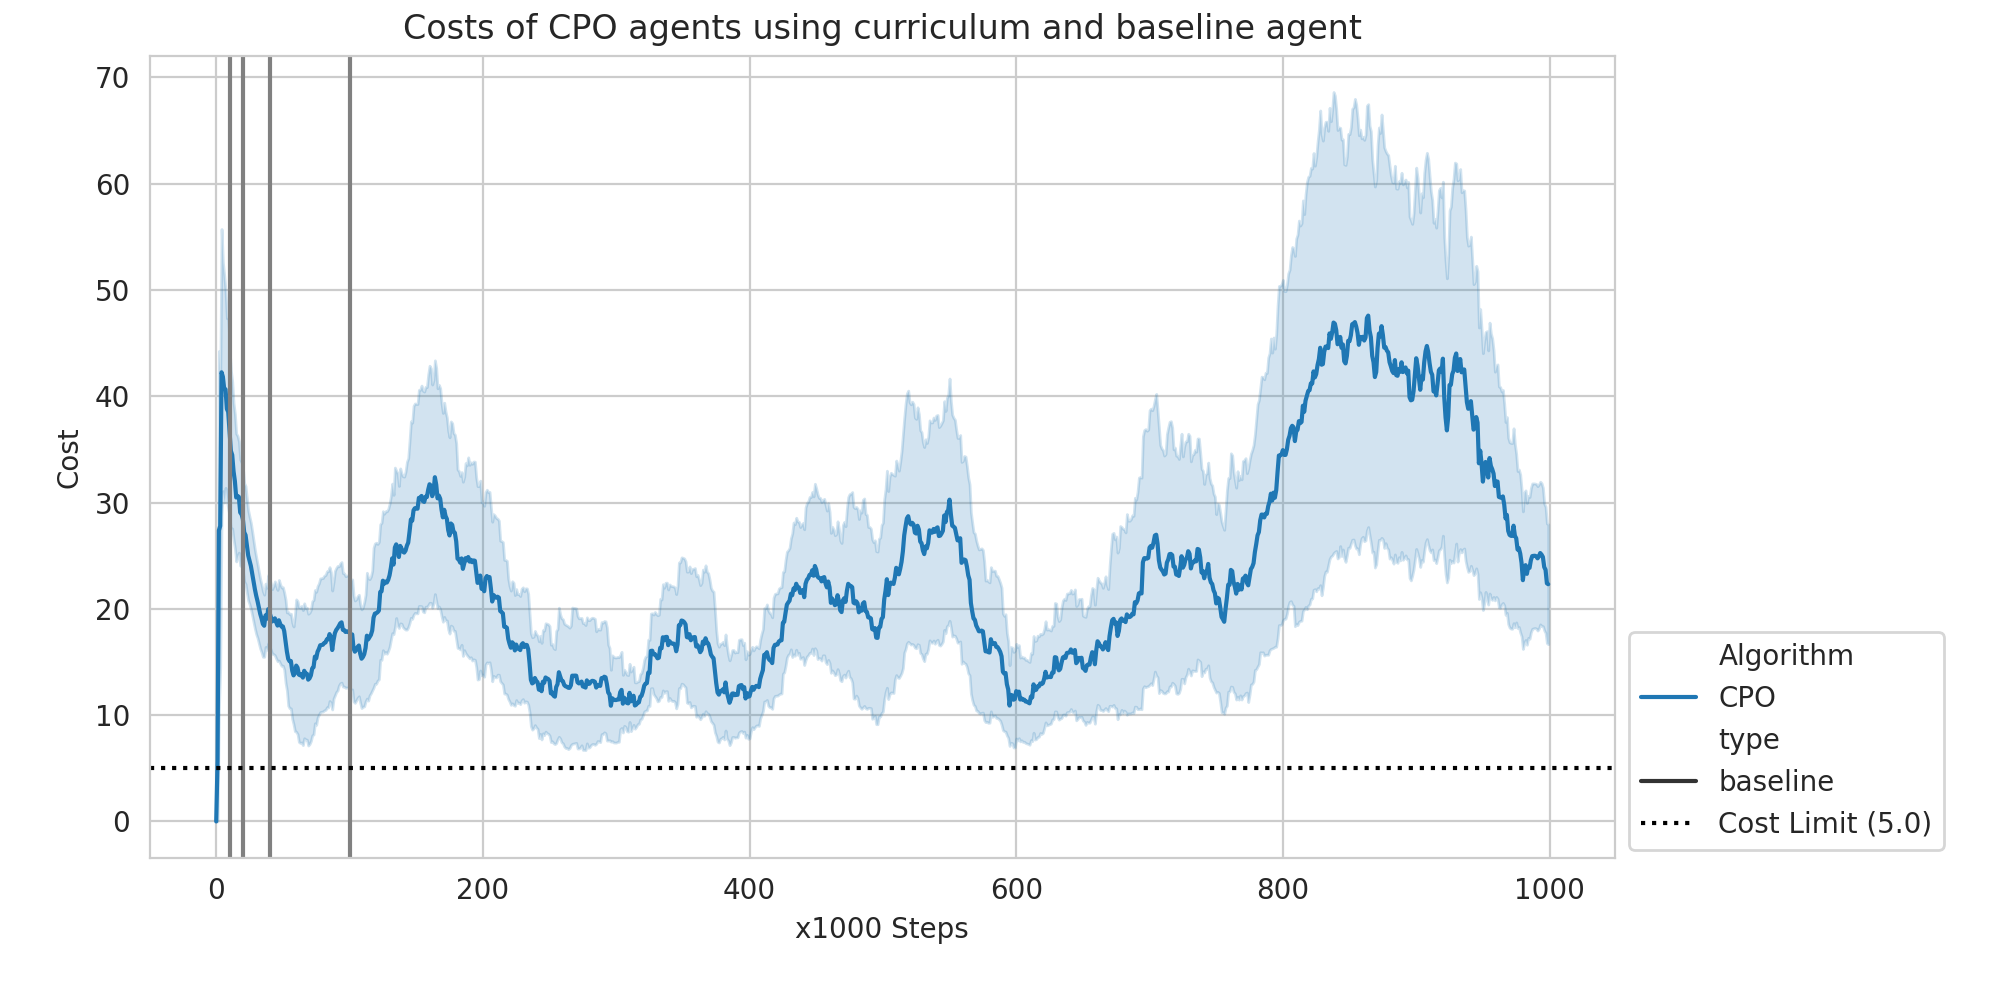 Costs of CPO agents using curriculum and baseline agent
70
60
50
40
30
20
10
0
Cost
0 200 400 600 800 1000
x1000 Steps
Algorithm
CPO
type
baseline
Cost Limit (5.0)